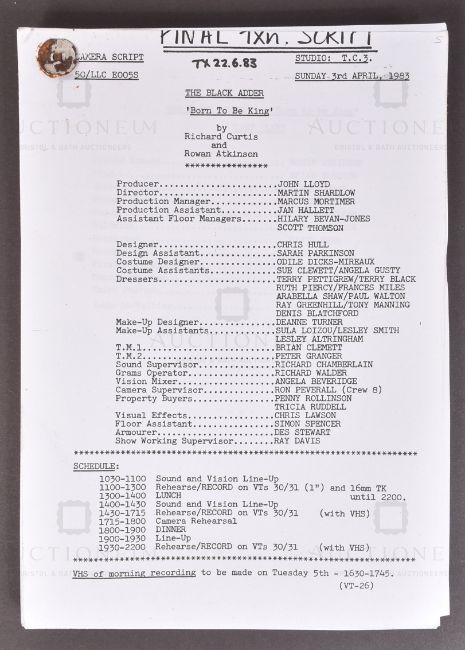 FINAL TXN. SCRIPT
CAMERA SCRIPT
TX 22.6.83
STUDIO: T.C.3.
50/LLC E005S
SUNDAY 3rd APRIL, 1983
THE BLACK ADDER
'Born To Be King'
by
Richard Curtis
and
Rowan Atkinson
****************
Producer......................JOHN LLOYD
Director......................MARTIN SHARDLOW
Production Manager............MARCUS MORTIMER
Production Assistant..........JAN HALLETT
Assistant Floor Managers......HILARY BEVAN-JONES
SCOTT THOMSON
Designer......................CHRIS HULL
Design Assistant..............SARAH PARKINSON
Costume Designer..............ODILE DICKS-MIREAUX
Costume Assistants............SUE CLEWETT/ANGELA GUSTY
Dressers......................TERRY PETTIGREW/TERRY BLACK
RUTH PIERCY/FRANCES MILES
ARABELLA SHAW/PAUL WALTON
RAY GREENHILL/TONY MANNING
DENIS BLATCHFORD
Make-Up Designer..............DEANNE TURNER
Make-Up Assistants............SULA LOIZOU/LESLEY SMITH
LESLEY ALTRINGHAM
T.M.1.........................BRIAN CLEMETT
T.M.2.........................PETER GRANGER
Sound Supervisor..............RICHARD CHAMBERLAIN
Grams Operator................RICHARD WALDER
Vision Mixer..................ANGELA BEVERIDGE
Camera Supervisor.............RON PEVERALL (Crew 8)
Property Buyers...............PENNY ROLLINSON
TRICIA RUDDELL
Visual Effects................CHRIS LAWSON
Floor Assistant...............SIMON SPENCER
Armourer......................DES STEWART
Show Working Supervisor.......RAY DAVIS
SCHEDULE:
1030-1100 Sound and Vision Line-Up
1100-1300 Rehearse/RECORD on VTs 30/31 (1") and 16mm TK
1300-1400 LUNCH until 2200.
1400-1430 Sound and Vision Line-Up
1430-1715 Rehearse/RECORD on VTs 30/31 (with VHS)
1715-1800 Camera Rehearsal
1800-1900 DINNER
1900-1930 Line-Up
1930-2200 Rehearse/RECORD on VTs 30/31 (with VHS)
VHS of morning recording to be made on Tuesday 5th - 1630-1745.
(VT-26)